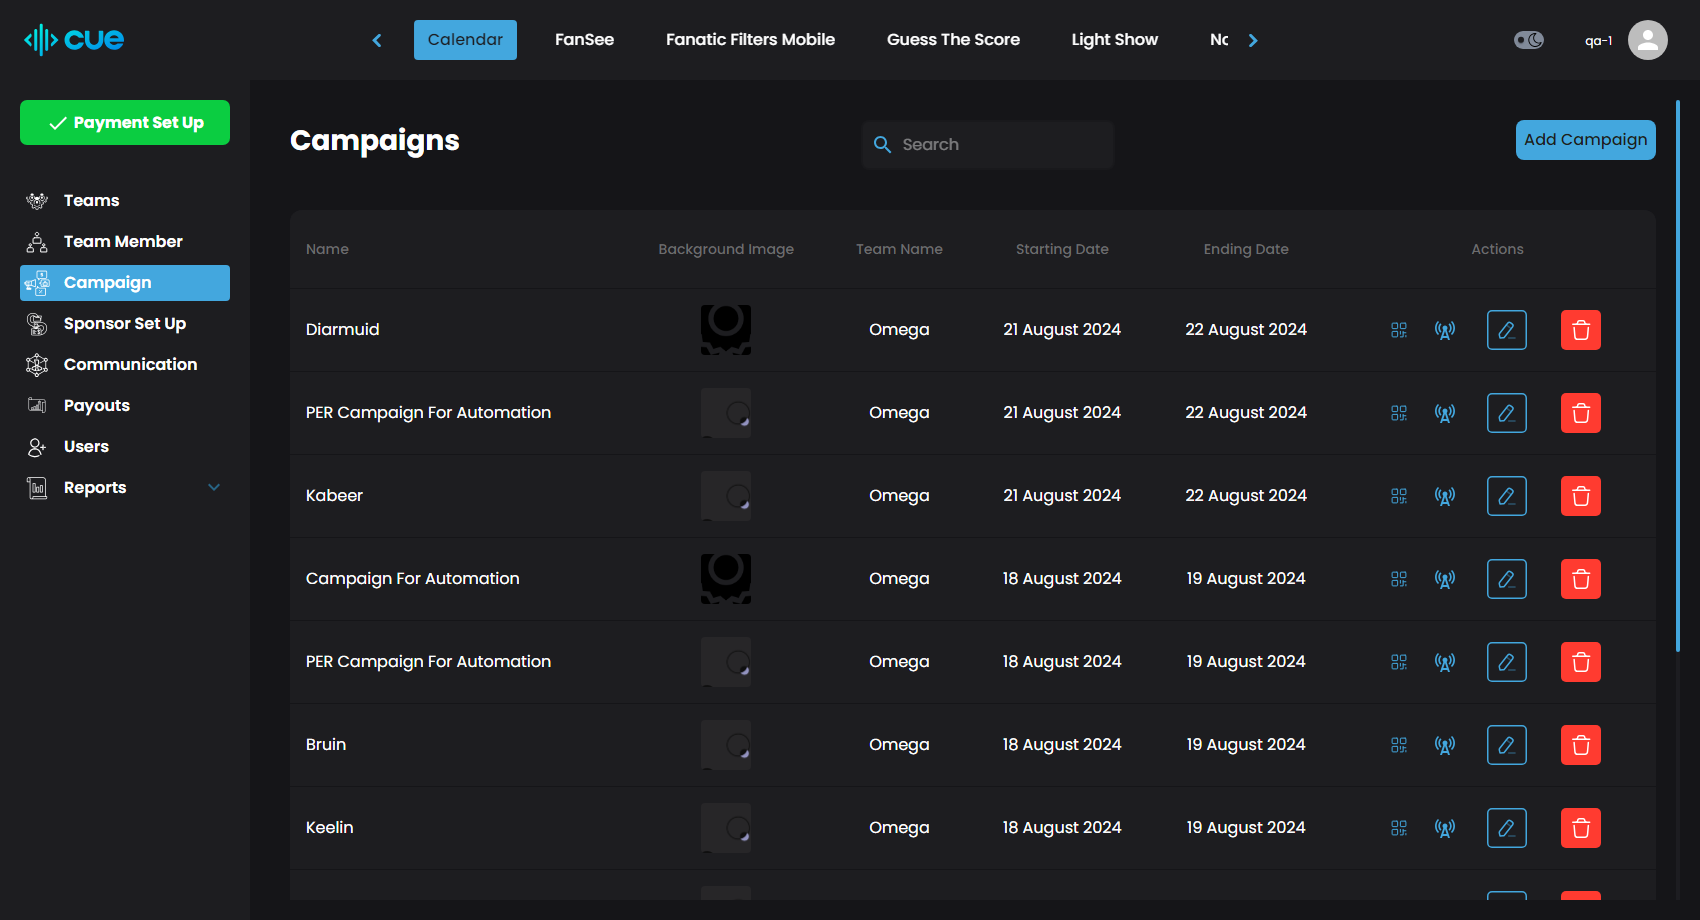 cue
Calendar FanSee Fanatic Filters Mobile Guess The Score Light Show No
qa-1
Payment Set Up
Teams
Team Member
Campaign
Sponsor Set Up
Communication
Payouts
Users
Reports
Campaigns
Search
Add Campaign
Name Background Image Team Name Starting Date Ending Date Actions
Diarmuid Omega 21 August 2024 22 August 2024
PER Campaign For Automation Omega 21 August 2024 22 August 2024
Kabeer Omega 21 August 2024 22 August 2024
Campaign For Automation Omega 18 August 2024 19 August 2024
PER Campaign For Automation Omega 18 August 2024 19 August 2024
Bruin Omega 18 August 2024 19 August 2024
Keelin Omega 18 August 2024 19 August 2024